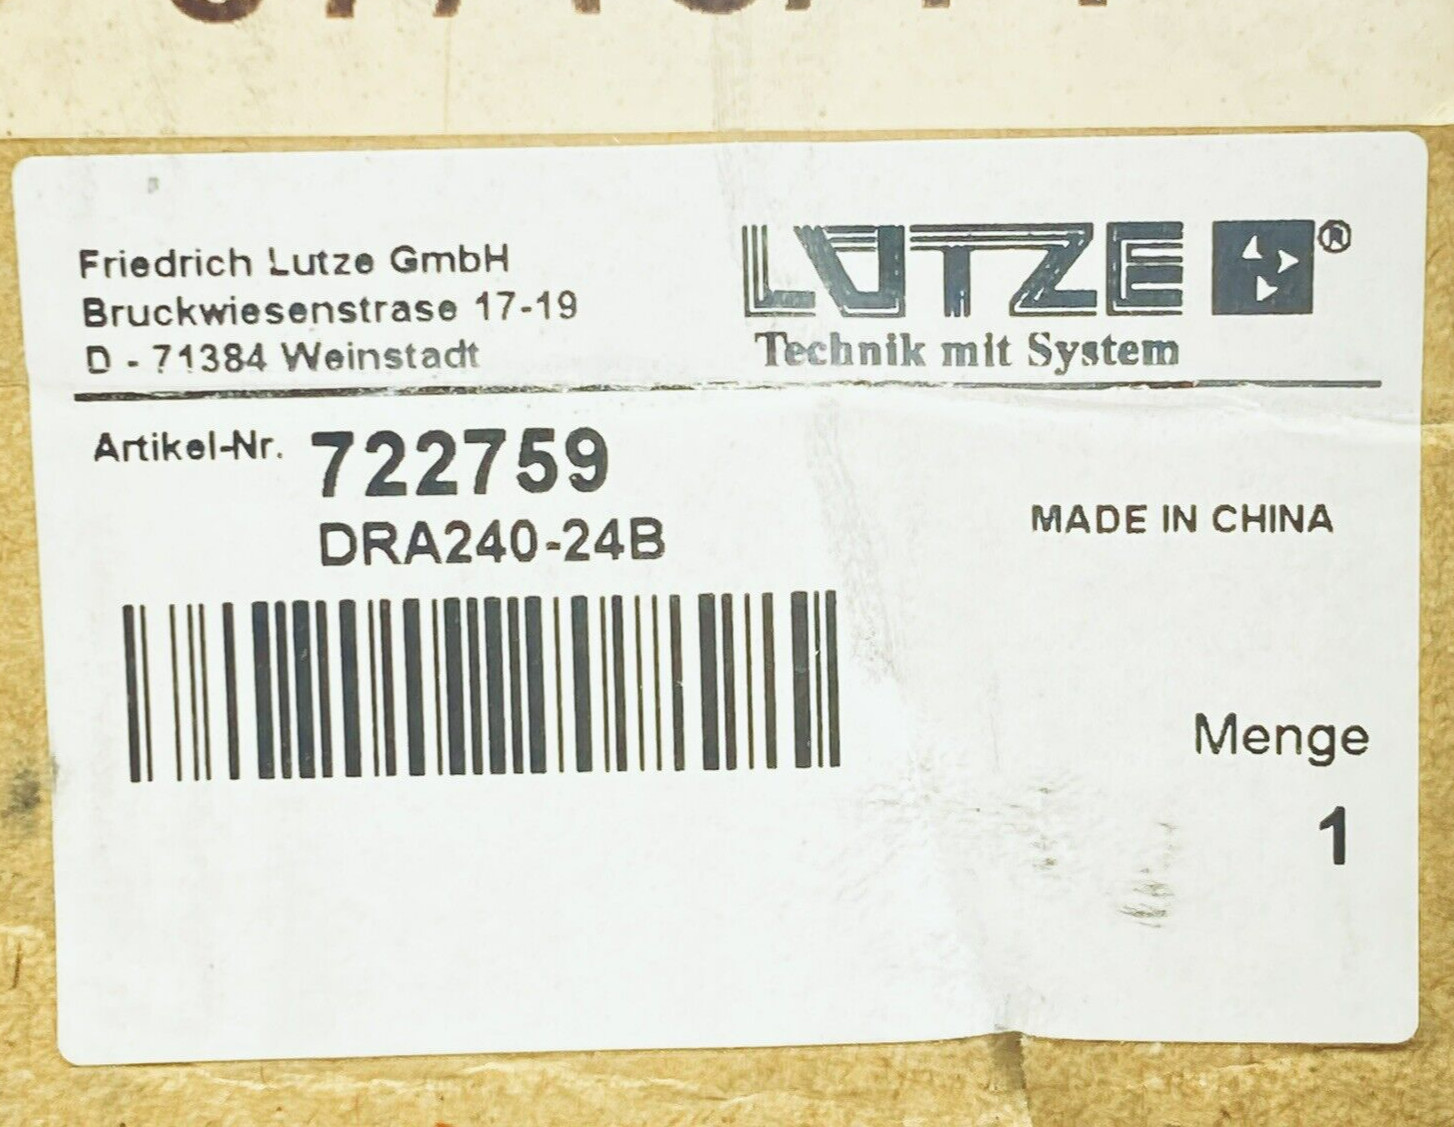 Friedrich Lutze GmbH
Bruckwiesenstrase 17-19
D - 71384 Weinstadt
LUTZE ®
Technik mit System
Artikel-Nr. 722759
DRA240-24B
MADE IN CHINA
Menge
1